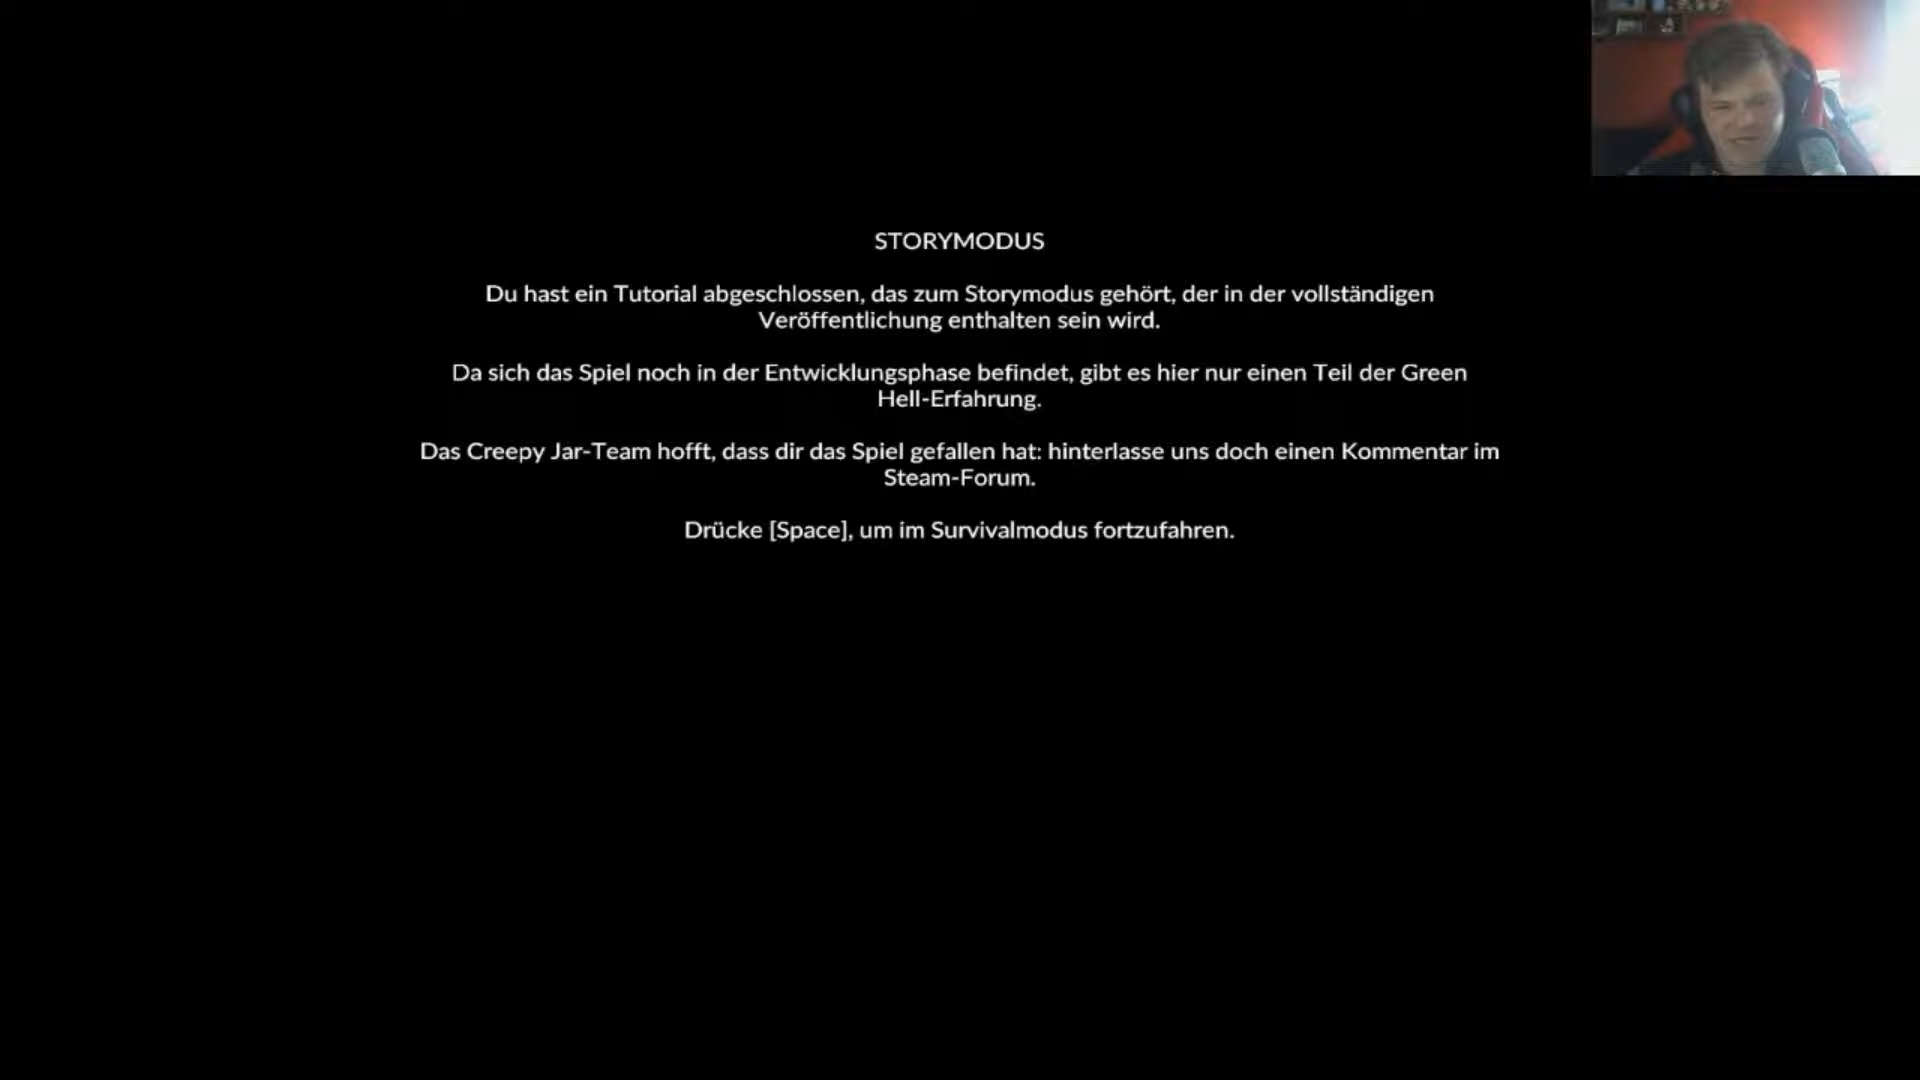 STORYMODUS
Du hast ein Tutorial abgeschlossen, das zum Storymodus gehört, der in der vollständigen
Veröffentlichung enthalten sein wird.
Da sich das Spiel noch in der Entwicklungsphase befindet, gibt es hier nur einen Teil der Green
Hell-Erfahrung.
Das Creepy Jar-Team hofft, dass dir das Spiel gefallen hat: hinterlasse uns doch einen Kommentar im
Steam-Forum.
Drücke [Space], um im Survivalmodus fortzufahren.